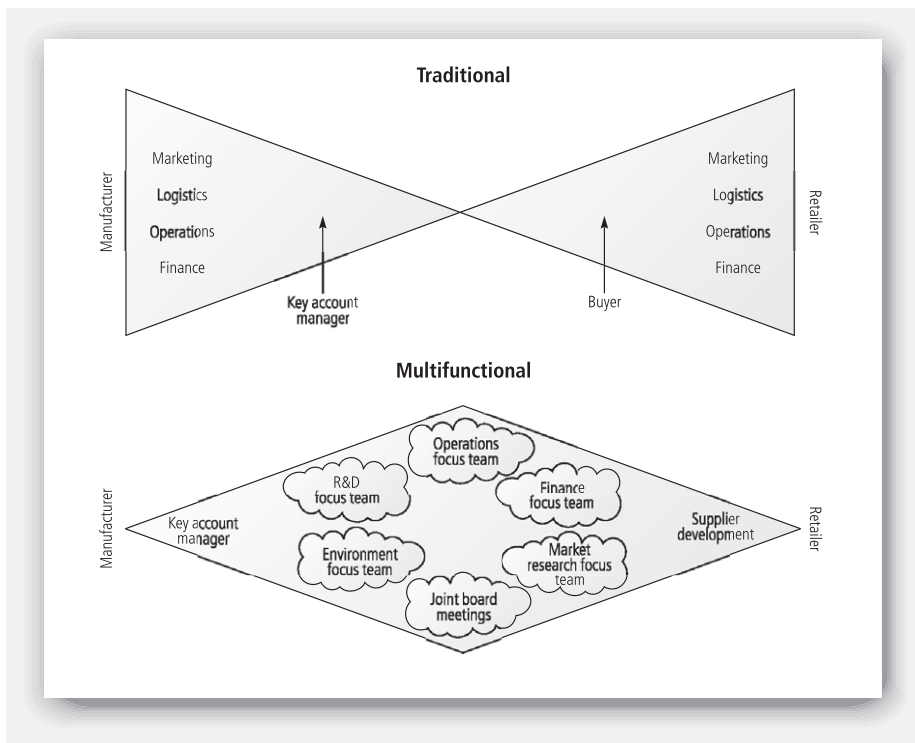 Traditional
Manufacturer
Marketing
Logistics
Operations
Finance
Key account
manager
Buyer
Marketing
Logistics
Operations
Finance
Retailer
Multifunctional
Manufacturer
Key account
manager
Operations
focus team
R&D
focus team
Finance
focus team
Environment
focus team
Market
research focus
team
Joint board
meetings
Supplier
development
Retailer